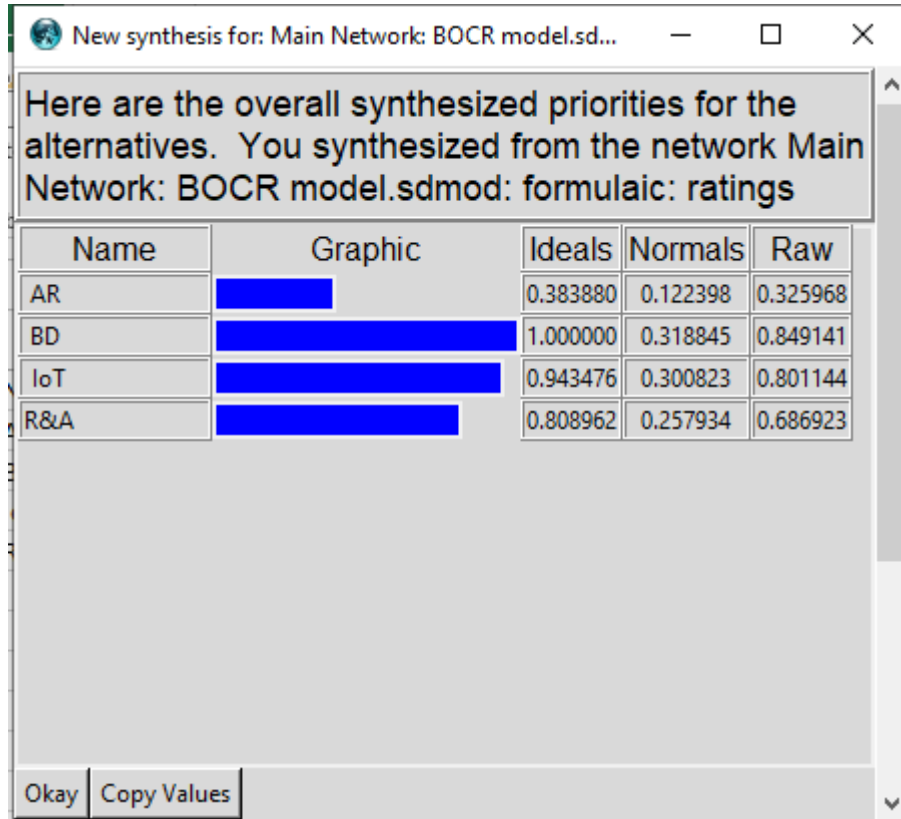 New synthesis for: Main Network: BOCR model.sd...
Here are the overall synthesized priorities for the
alternatives. You synthesized from the network Main
Network: BOCR model.sdmod: formulaic: ratings
Name Graphic Ideals Normals Raw
AR 0.383880 0.122398 0.325968
BD 1.000000 0.318845 0.849141
IoT 0.943476 0.300823 0.801144
R&A 0.808962 0.257934 0.686923
Okay Copy Values